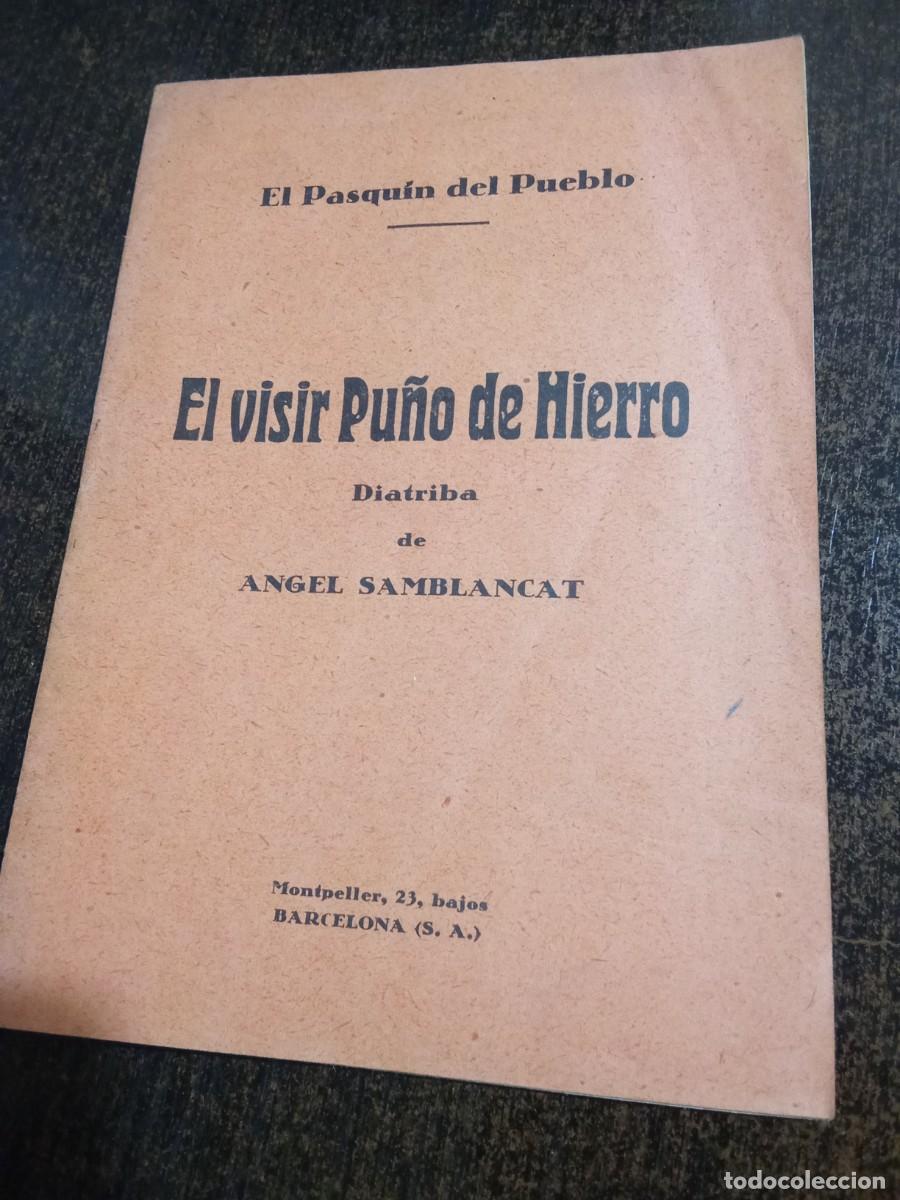 El Pasquín del Pueblo
El visir Puño de Hierro
Diatriba
de
ANGEL SAMBLANCAT
Montpeller, 23, bajos
BARCELONA (S. A.)
todocoleccion